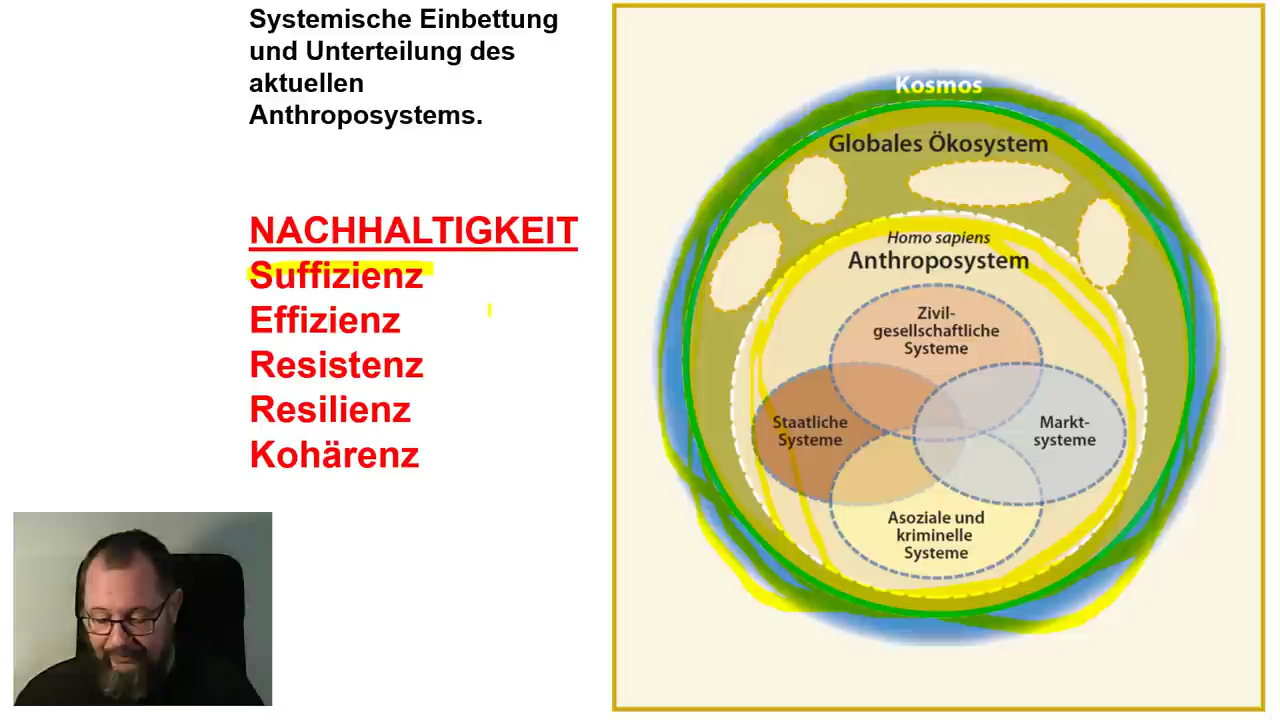 Systemische Einbettung
und Unterteilung des
aktuellen
Anthroposystems.
NACHHALTIGKEIT
Suffizienz
Effizienz
Resistenz
Resilienz
Kohärenz
Kosmos
Globales Ökosystem
Homo sapiens
Anthroposystem
Zivil-
gesellschaftliche
Systeme
Staatliche
Systeme
Markt-
systeme
Asoziale und
kriminelle
Systeme